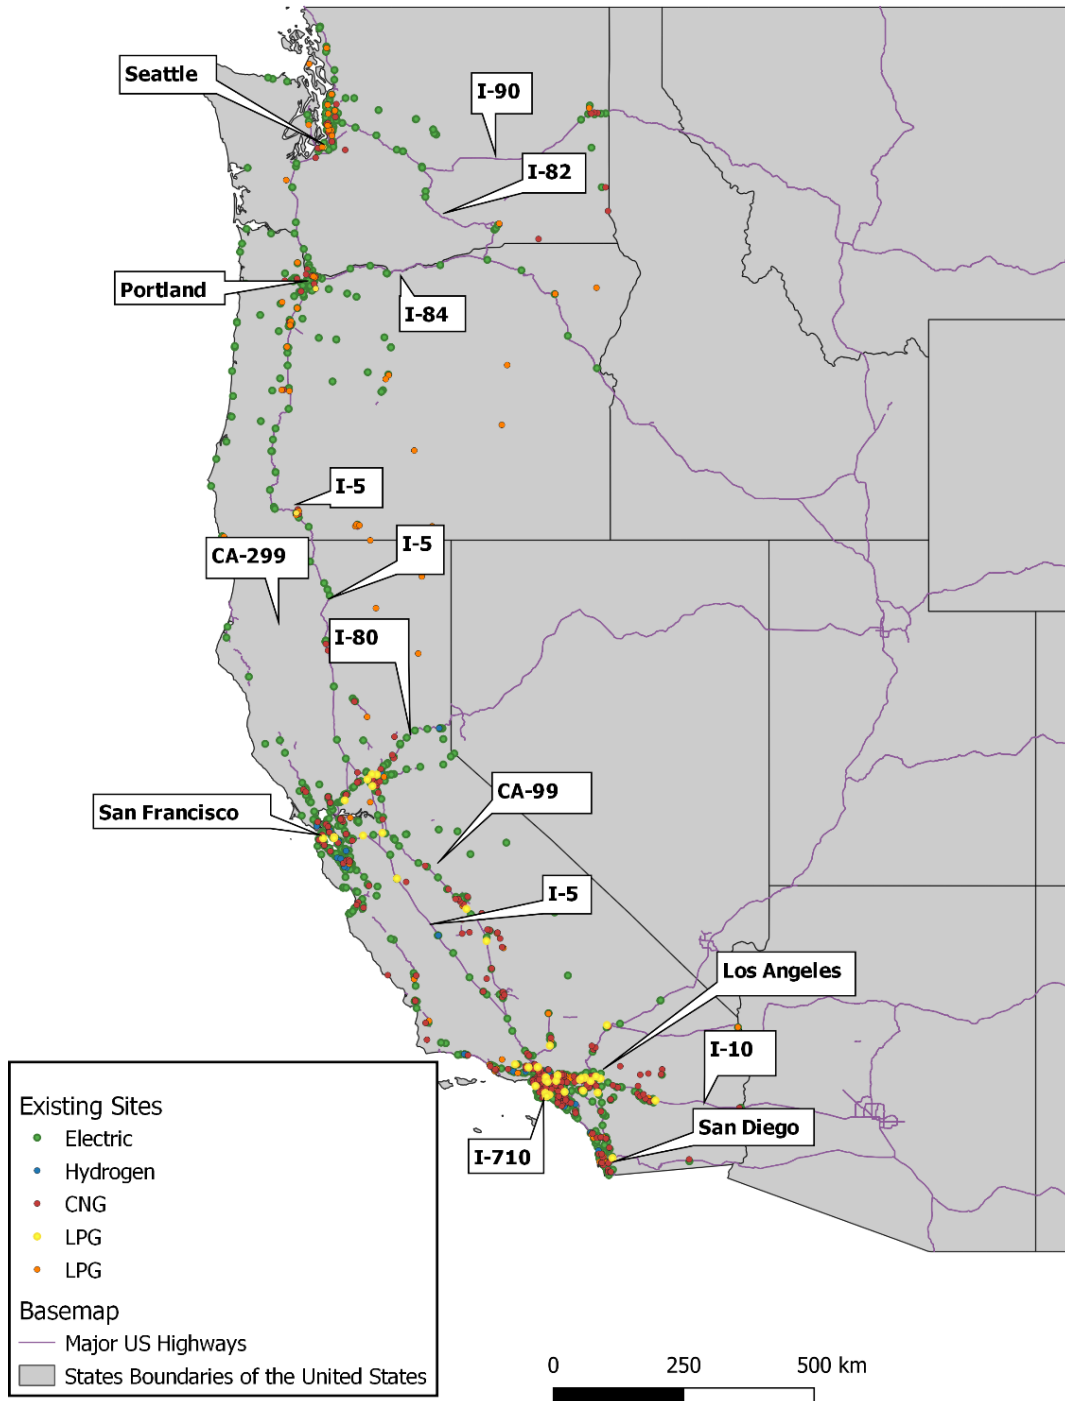 Seattle
I-90
I-82
Portland
I-84
I-5
I-5
CA-299
I-80
CA-99
San Francisco
I-5
Los Angeles
I-10
San Diego
I-710
Existing Sites
Electric
Hydrogen
CNG
LPG
LPG
Basemap
Major US Highways
States Boundaries of the United States
0 250 500 km